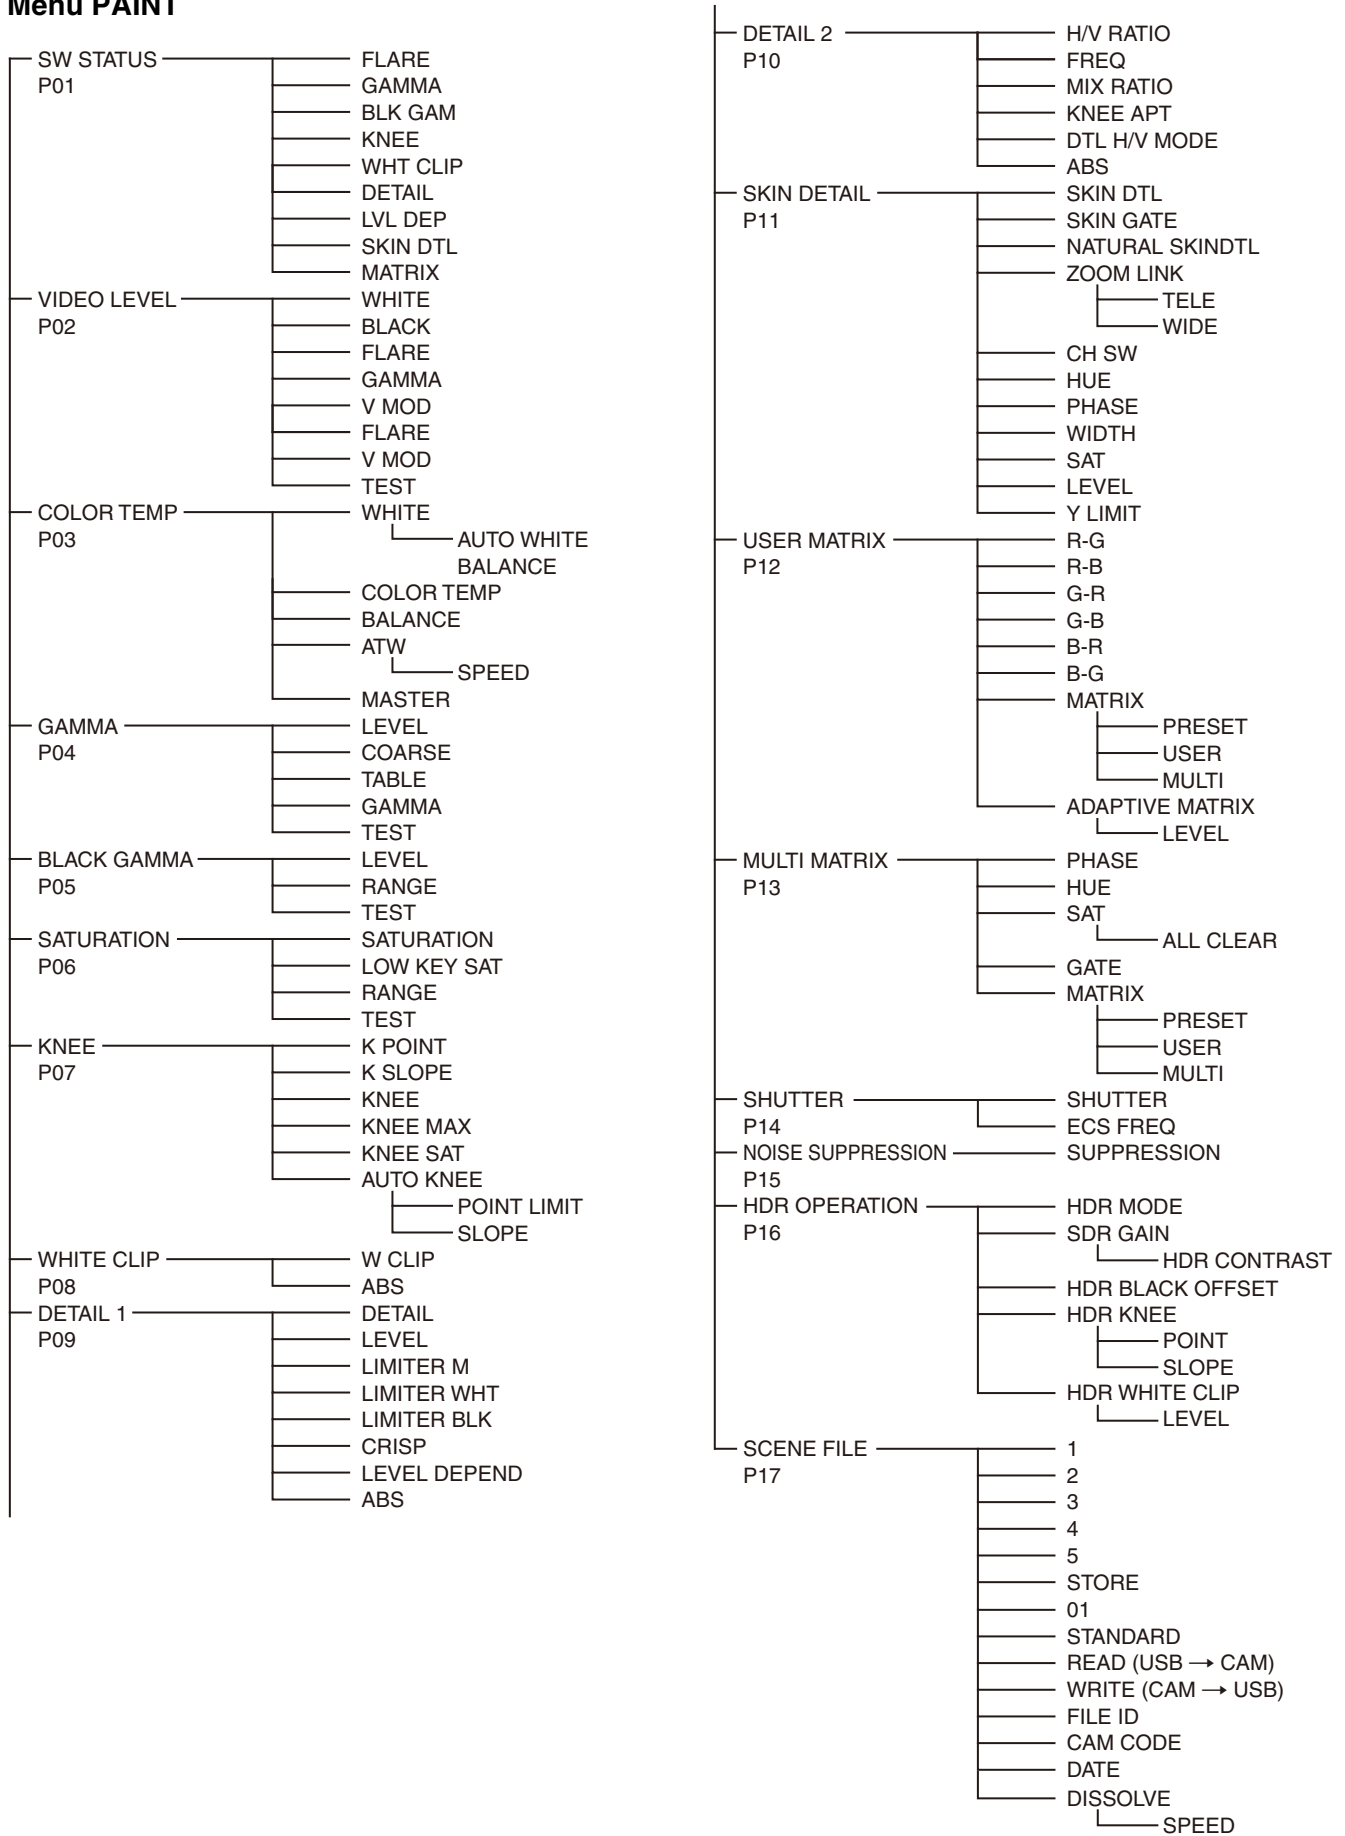 Menu PAINT
SW STATUS
P01
FLARE
GAMMA
BLK GAM
KNEE
WHT CLIP
DETAIL
LVL DEP
SKIN DTL
MATRIX
VIDEO LEVEL
P02
WHITE
BLACK
FLARE
GAMMA
V MOD
FLARE
V MOD
TEST
COLOR TEMP
P03
WHITE
AUTO WHITE
BALANCE
COLOR TEMP
BALANCE
ATW
SPEED
MASTER
GAMMA
P04
LEVEL
COARSE
TABLE
GAMMA
TEST
BLACK GAMMA
P05
LEVEL
RANGE
TEST
SATURATION
P06
SATURATION
LOW KEY SAT
RANGE
TEST
KNEE
P07
K POINT
K SLOPE
KNEE
KNEE MAX
KNEE SAT
AUTO KNEE
POINT LIMIT
SLOPE
WHITE CLIP
P08
W CLIP
ABS
DETAIL 1
P09
DETAIL
LEVEL
LIMITER M
LIMITER WHT
LIMITER BLK
CRISP
LEVEL DEPEND
ABS
DETAIL 2
P10
H/V RATIO
FREQ
MIX RATIO
KNEE APT
DTL H/V MODE
ABS
SKIN DETAIL
P11
SKIN DTL
SKIN GATE
NATURAL SKINDTL
ZOOM LINK
TELE
WIDE
CH SW
HUE
PHASE
WIDTH
SAT
LEVEL
Y LIMIT
USER MATRIX
P12
R-G
R-B
G-R
G-B
B-R
B-G
MATRIX
PRESET
USER
MULTI
ADAPTIVE MATRIX
LEVEL
MULTI MATRIX
P13
PHASE
HUE
SAT
ALL CLEAR
GATE
MATRIX
PRESET
USER
MULTI
SHUTTER
P14
SHUTTER
ECS FREQ
NOISE SUPPRESSION
P15
SUPPRESSION
HDR OPERATION
P16
HDR MODE
SDR GAIN
HDR CONTRAST
HDR BLACK OFFSET
HDR KNEE
POINT
SLOPE
HDR WHITE CLIP
LEVEL
SCENE FILE
P17
1
2
3
4
5
STORE
01
STANDARD
READ (USB → CAM)
WRITE (CAM → USB)
FILE ID
CAM CODE
DATE
DISSOLVE
SPEED